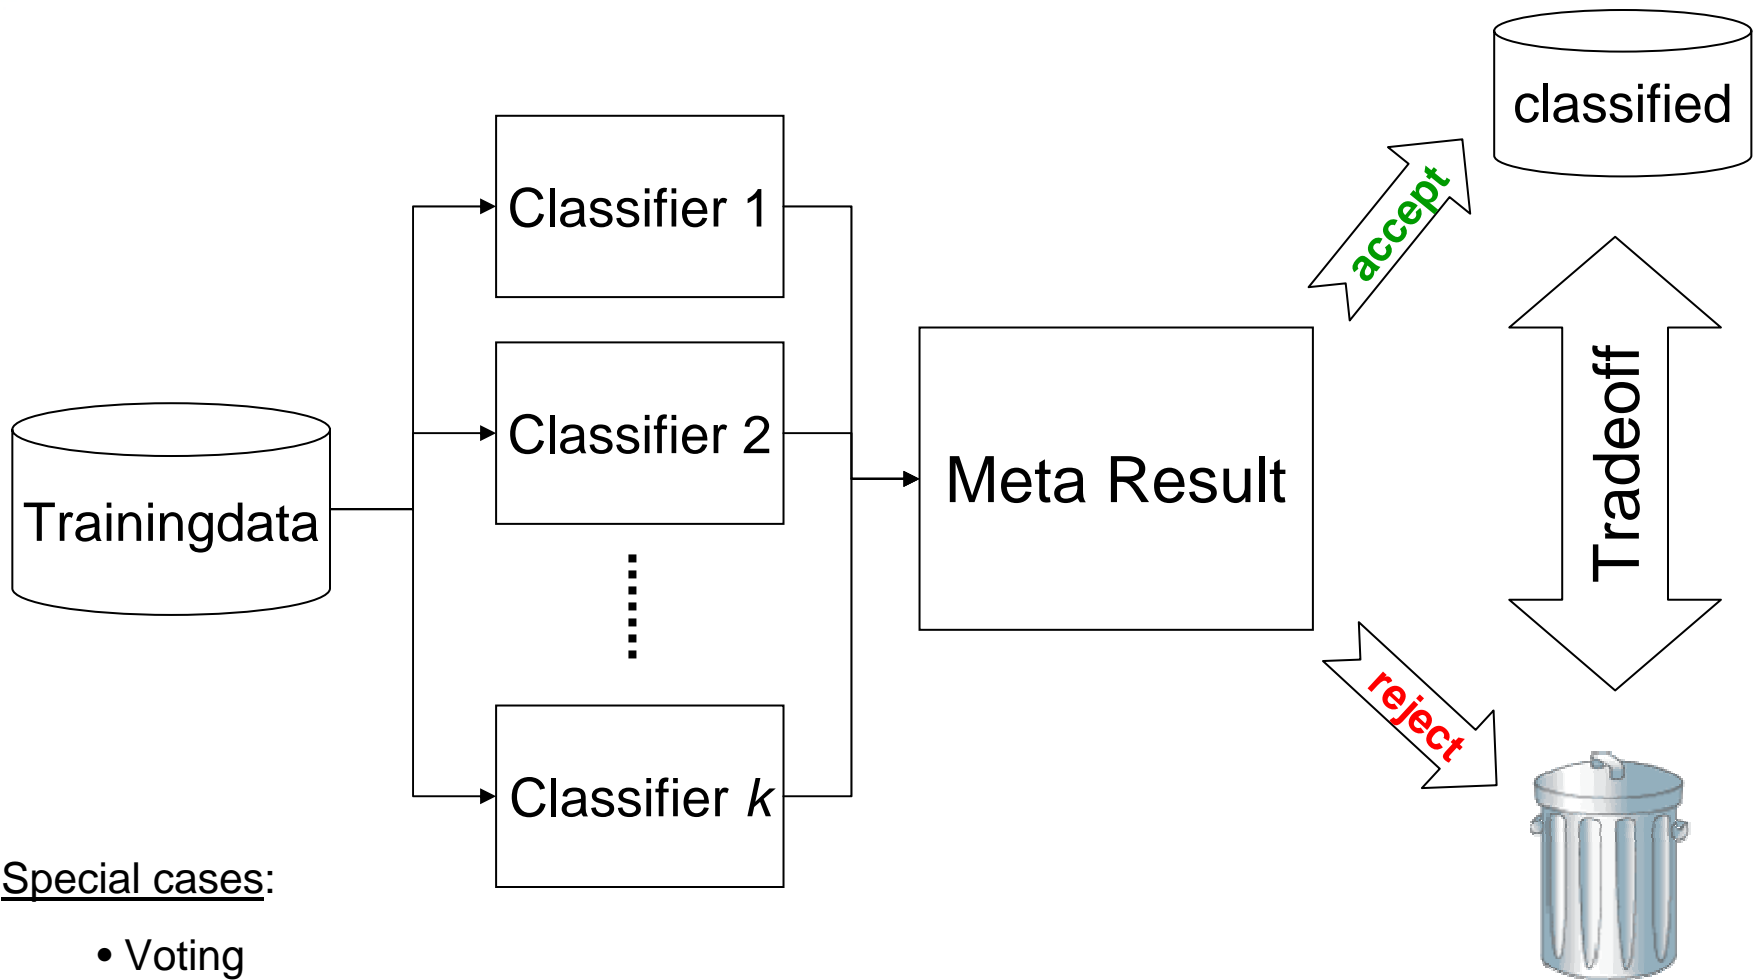 classified
Classifier 1
accept
Classifier 2
Trainingdata
Meta Result
Tradeoff
reject
Classifier k
Special cases:
• Voting